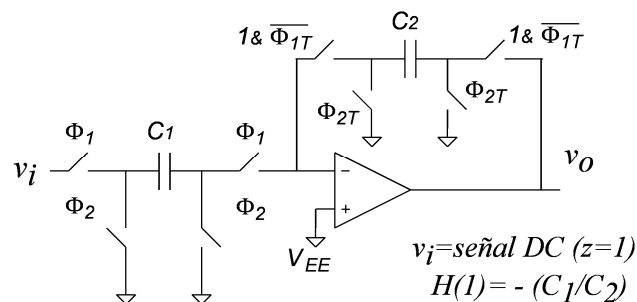 1& Φ1T
C2
1& Φ1T
Φ2T
Φ2T
Φ1
C1
Φ1
vi
vo
Φ2
Φ2
−
+
VEE
vi=señal DC (z=1)
H(1)= - (C1/C2)